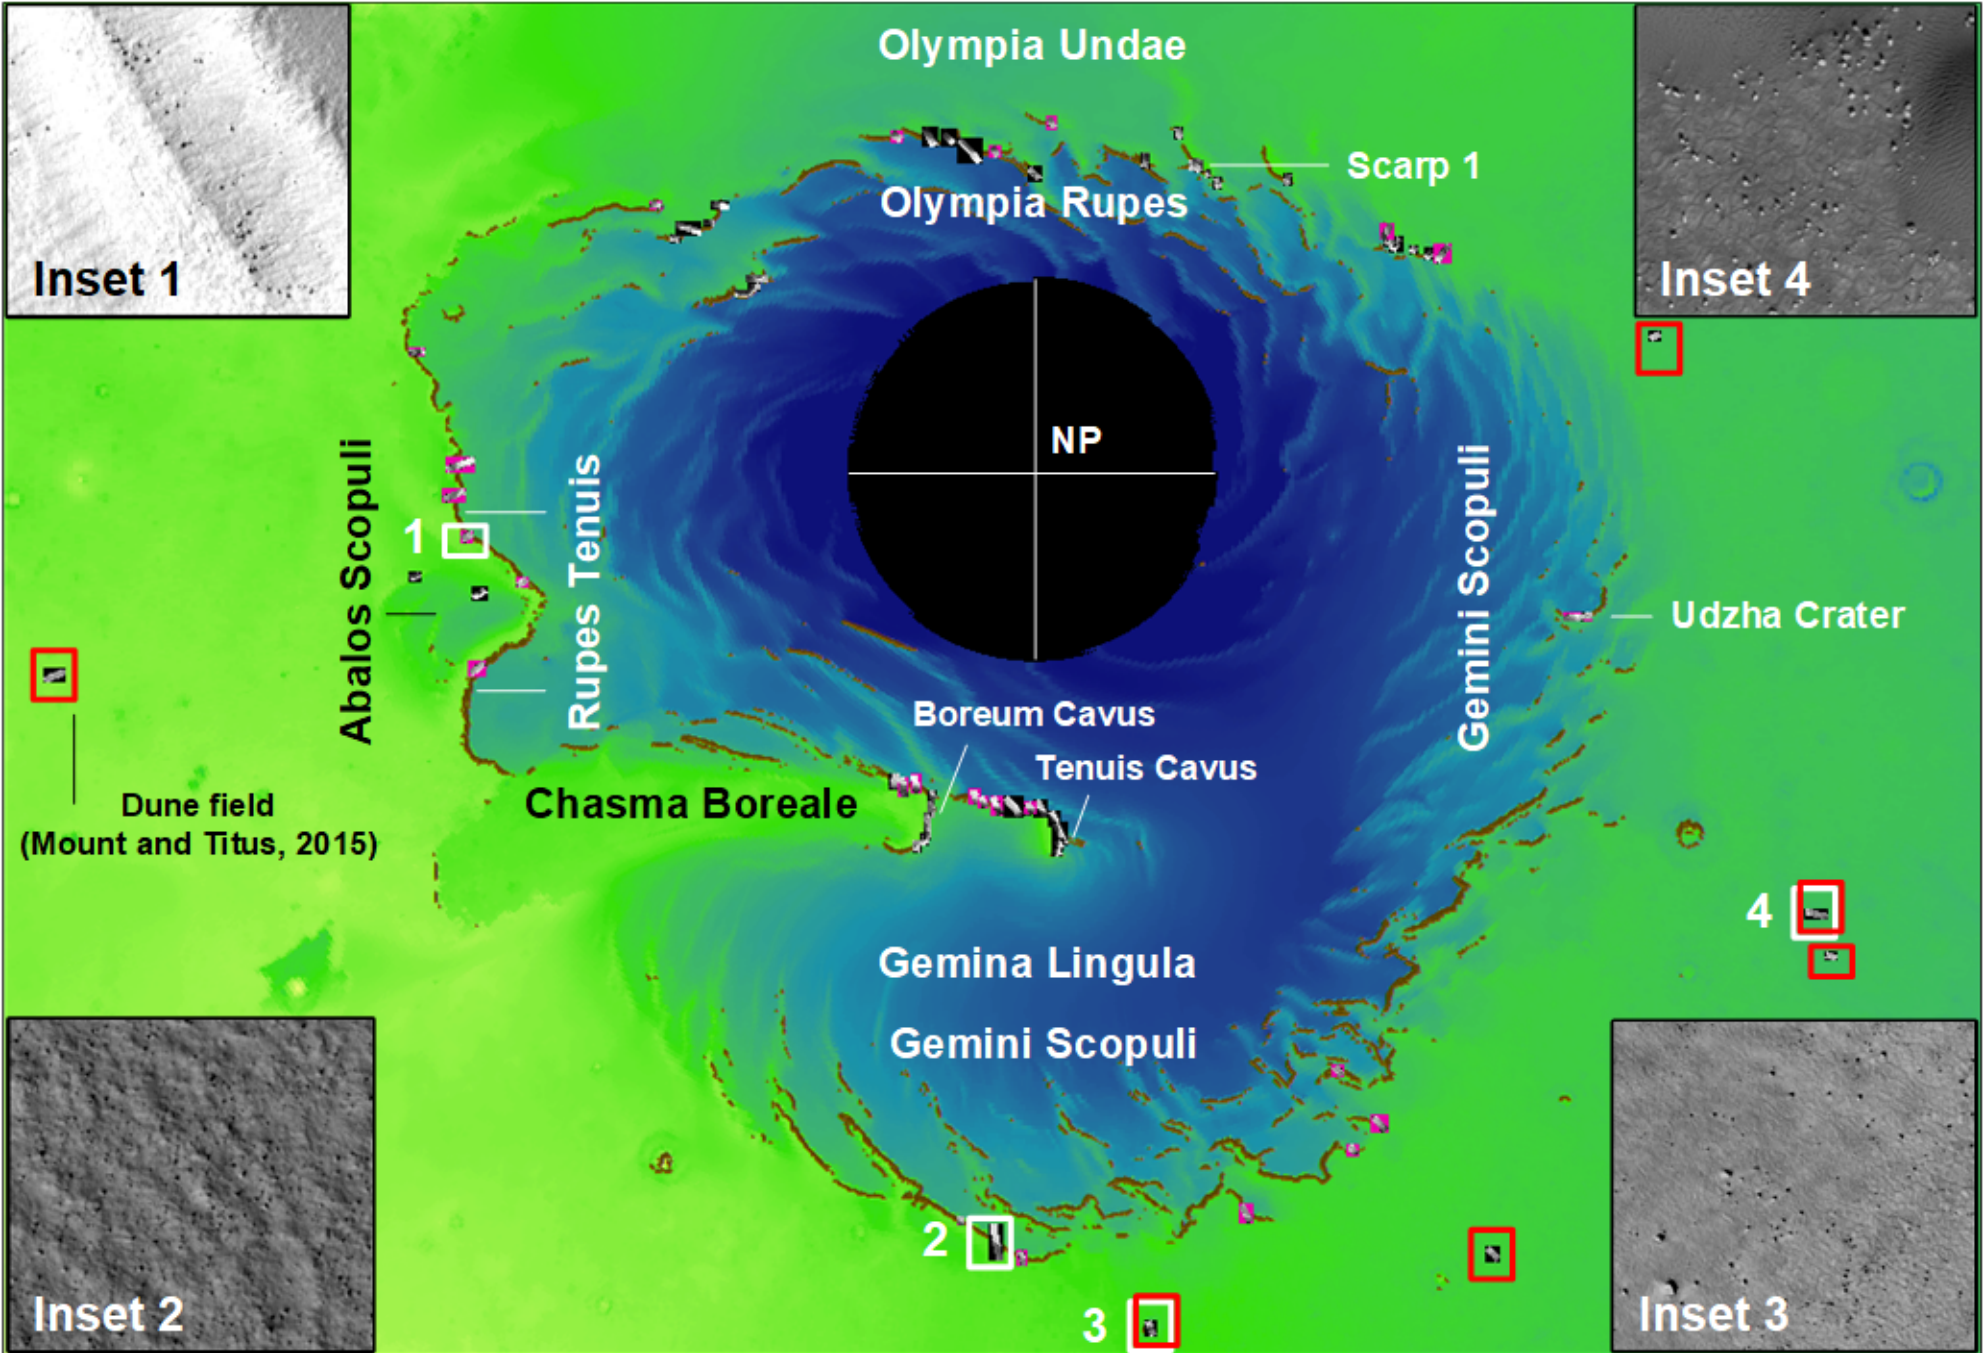 Olympia Undae
Inset 1
Inset 4
Scarp 1
Olympia Rupes
NP
Abalos Scopuli
1
Rupes Tenuis
Gemini Scopuli
Udzha Crater
Boreum Cavus
Tenuis Cavus
Dune field
(Mount and Titus, 2015)
Chasma Boreale
4
Gemina Lingula
Gemini Scopuli
2
3
Inset 2
Inset 3